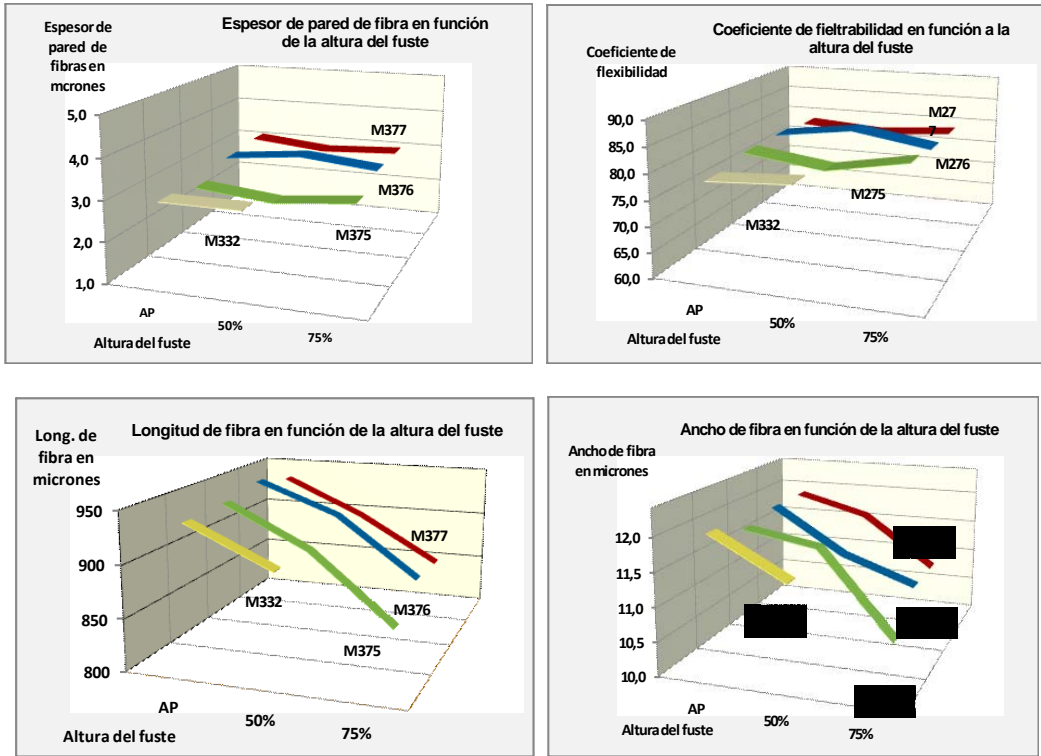 Espesor de pared de fibra en función
de la altura del fuste
Espesor de
pared de
fibras en
mcrones
5,0
4,0
3,0
2,0
1,0
M377
M376
M375
M332
AP
50%
75%
Altura del fuste
Coeficiente de fieltrabilidad en función a la
altura del fuste
Coeficiente de
flexibilidad
90,0
85,0
80,0
75,0
70,0
65,0
60,0
M27
7
M276
M275
M332
AP
50%
75%
Altura del fuste
Longitud de fibra en función de la altura del fuste
Long. de
fibra en
micrones
950
900
850
800
M377
M332
M376
M375
AP
50%
75%
Altura del fuste
Ancho de fibra en función de la altura del fuste
Ancho de fibra
en micrones
12,0
11,5
11,0
10,5
10,0
AP
50%
75%
Altura del fuste